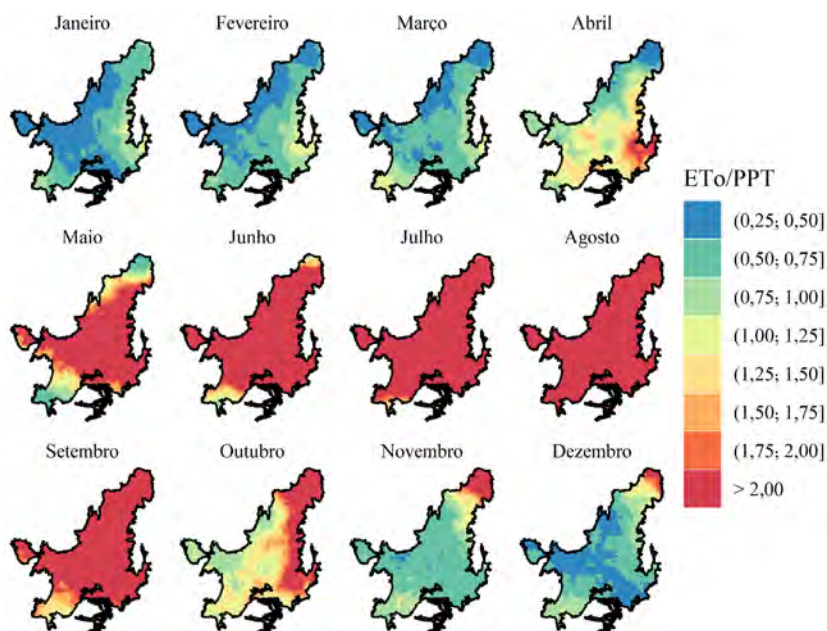 Janeiro
Fevereiro
Março
Abril
Maio
Junho
Julho
Agosto
Setembro
Outubro
Novembro
Dezembro
ETo/PPT
(0,25; 0,50]
(0,50; 0,75]
(0,75; 1,00]
(1,00; 1,25]
(1,25; 1,50]
(1,50; 1,75]
(1,75; 2,00]
> 2,00